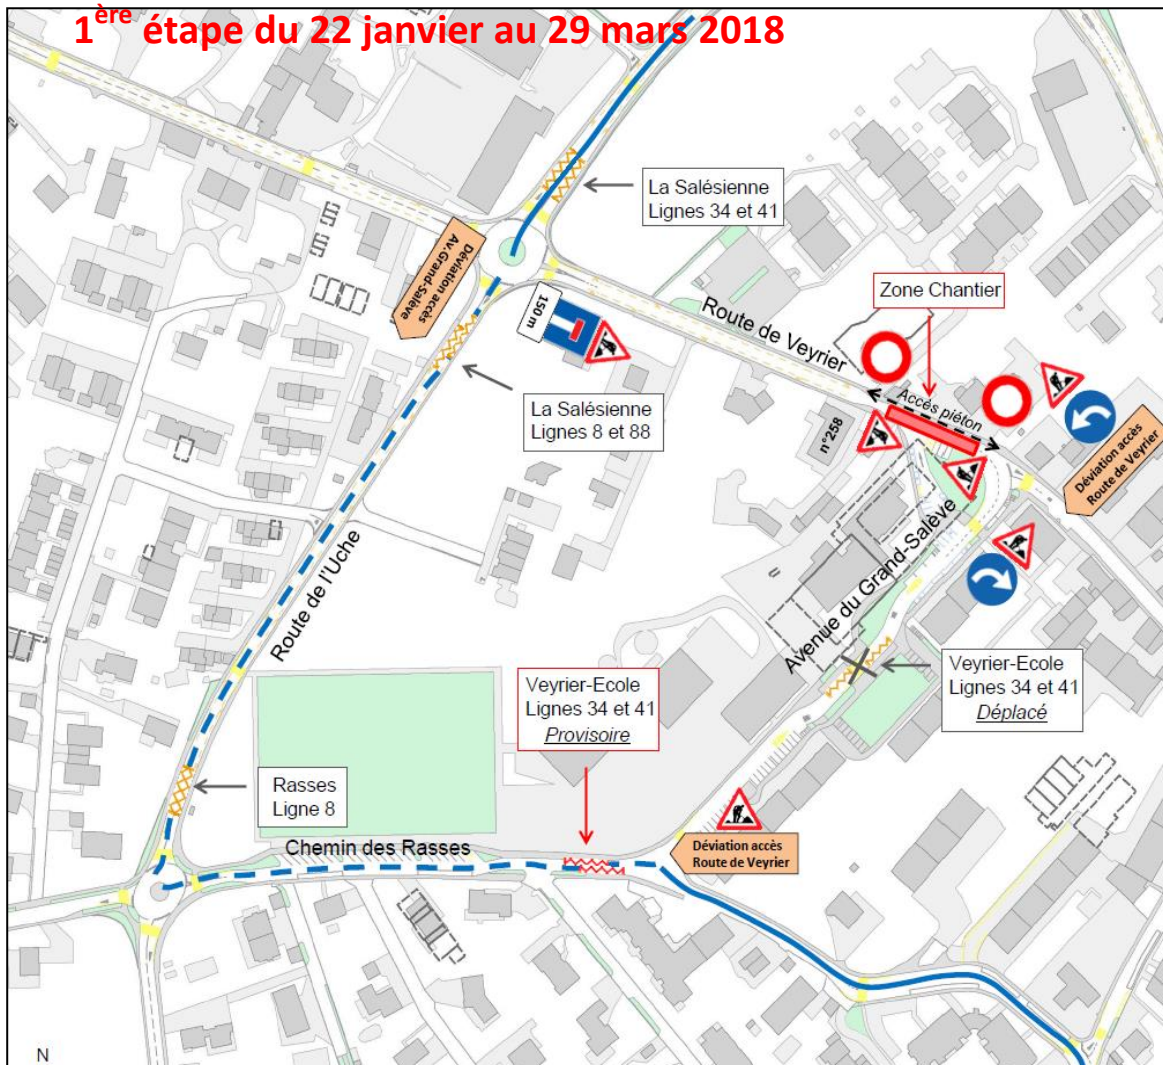 1ère étape du 22 janvier au 29 mars 2018
La Salésienne
Lignes 34 et 41
Déviation accès
Av.Grand-Salève
150 m
Zone Chantier
Route de Veyrier
Accès piéton
n°258
La Salésienne
Lignes 8 et 88
Déviation accès
Route de Veyrier
Route de l'Uche
Avenue du Grand-Salève
Veyrier-Ecole
Lignes 34 et 41
Provisoire
Veyrier-Ecole
Lignes 34 et 41
Déplacé
Rasses
Ligne 8
Chemin des Rasses
Déviation accès
Route de Veyrier
N